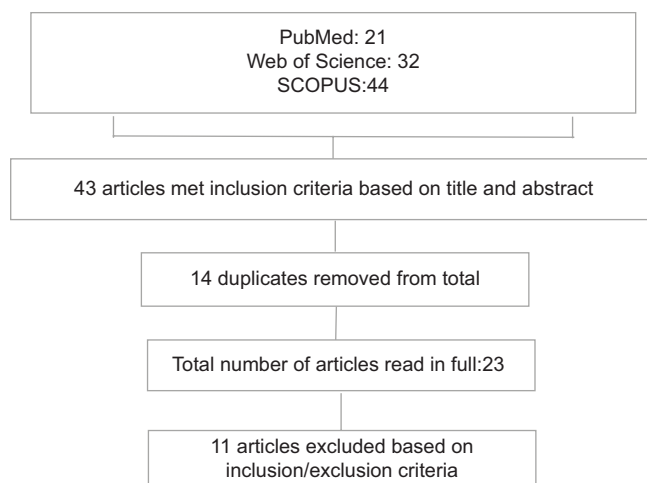 PubMed: 21
Web of Science: 32
SCOPUS:44
43 articles met inclusion criteria based on title and abstract
14 duplicates removed from total
Total number of articles read in full:23
11 articles excluded based on
inclusion/exclusion criteria